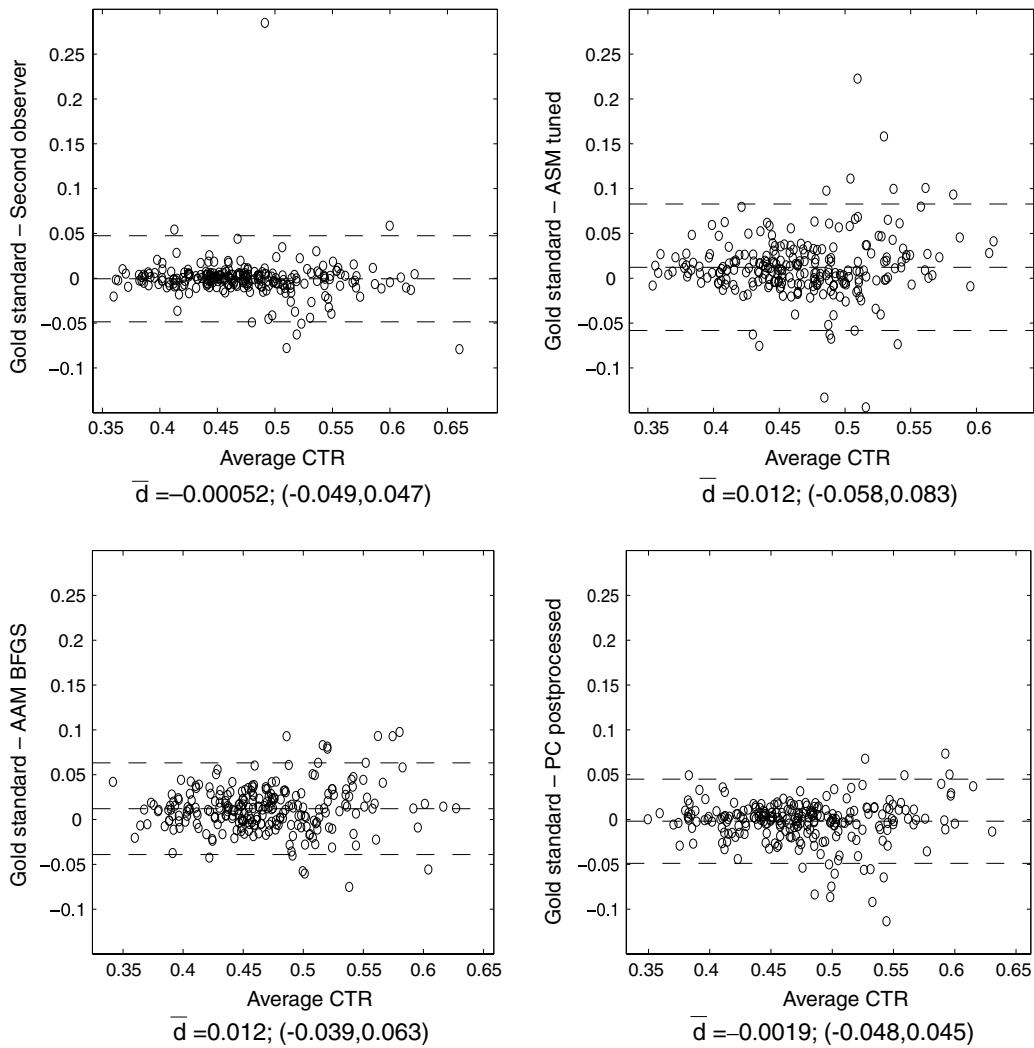 Gold standard – Second observer
0.25
0.2
0.15
0.1
0.05
0
−0.05
−0.1
0.35 0.4 0.45 0.5 0.55 0.6 0.65
Average CTR
d̅ =−0.00052; (-0.049,0.047)
Gold standard – ASM tuned
0.25
0.2
0.15
0.1
0.05
0
−0.05
−0.1
0.35 0.4 0.45 0.5 0.55 0.6
Average CTR
d̅ =0.012; (-0.058,0.083)
Gold standard – AAM BFGS
0.25
0.2
0.15
0.1
0.05
0
−0.05
−0.1
0.35 0.4 0.45 0.5 0.55 0.6 0.65
Average CTR
d̅ =0.012; (-0.039,0.063)
Gold standard – PC postprocessed
0.25
0.2
0.15
0.1
0.05
0
−0.05
−0.1
0.35 0.4 0.45 0.5 0.55 0.6 0.65
Average CTR
d̅ =−0.0019; (-0.048,0.045)